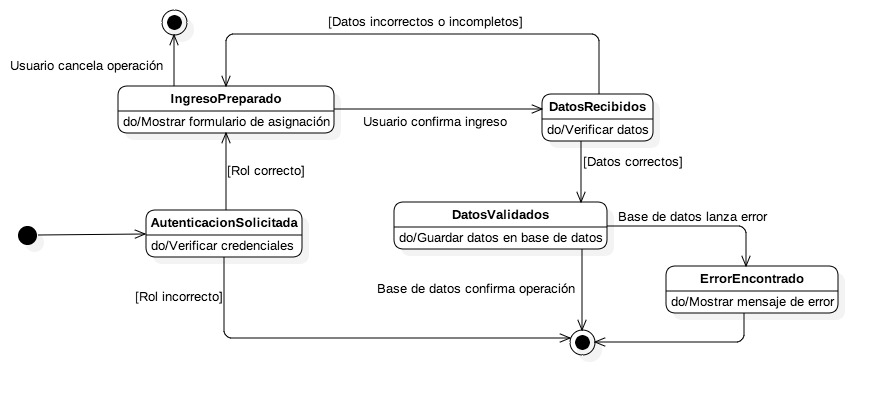 [Datos incorrectos o incompletos]
Usuario cancela operación
IngresoPreparado
do/Mostrar formulario de asignación
Usuario confirma ingreso
DatosRecibidos
do/Verificar datos
[Rol correcto]
[Datos correctos]
AutenticacionSolicitada
do/Verificar credenciales
DatosValidados
do/Guardar datos en base de datos
Base de datos lanza error
ErrorEncontrado
do/Mostrar mensaje de error
[Rol incorrecto]
Base de datos confirma operación